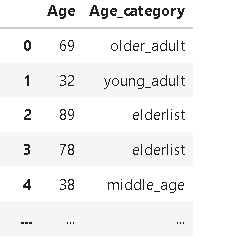 Age Age_category
0 69 older_adult
1 32 young_adult
2 89 elderlist
3 78 elderlist
4 38 middle_age
... ... ...